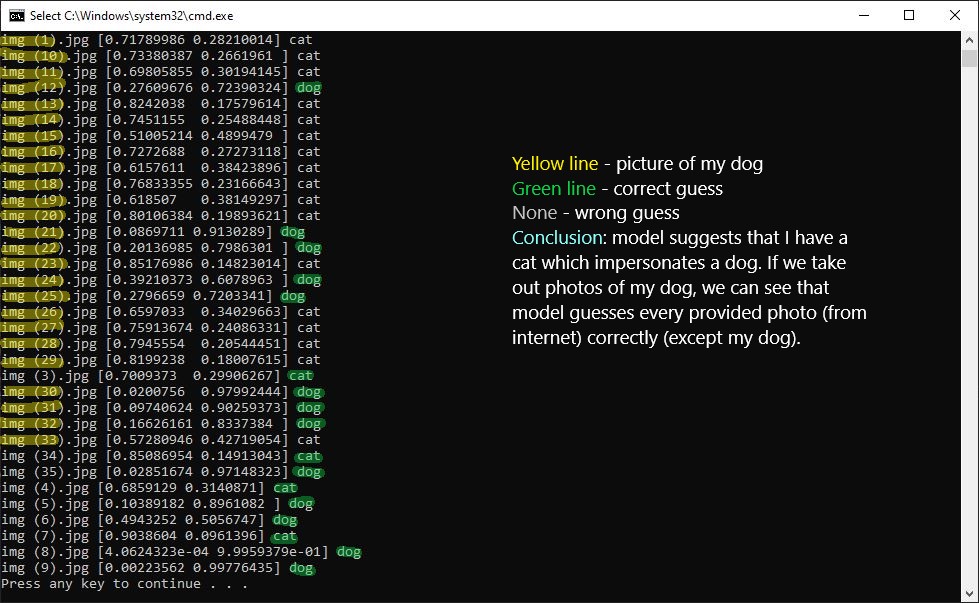 Select C:\Windows\system32\cmd.exe
img (1).jpg [0.71789986 0.28210014] cat
img (10).jpg [0.73380387 0.2661961 ] cat
img (11).jpg [0.69805855 0.30194145] cat
img (12).jpg [0.27609676 0.72390324] dog
img (13).jpg [0.8242038  0.17579614] cat
img (14).jpg [0.7451155  0.25488448] cat
img (15).jpg [0.51005214 0.4899479 ] cat
img (16).jpg [0.7272688  0.27273118] cat
img (17).jpg [0.6157611  0.38423896] cat
img (18).jpg [0.76833355 0.23166643] cat
img (19).jpg [0.618507   0.38149297] cat
img (20).jpg [0.80106384 0.19893621] cat
img (21).jpg [0.0869711 0.9130289] dog
img (22).jpg [0.20136985 0.7986301 ] dog
img (23).jpg [0.85176986 0.14823014] cat
img (24).jpg [0.39210373 0.6078963 ] dog
img (25).jpg [0.2796659 0.7203341] dog
img (26).jpg [0.6597033  0.34029663] cat
img (27).jpg [0.75913674 0.24086331] cat
img (28).jpg [0.7945554  0.20544451] cat
img (29).jpg [0.8199238  0.18007615] cat
img (3).jpg [0.7009373  0.29906267] cat
img (30).jpg [0.0200756  0.97992444] dog
img (31).jpg [0.09740624 0.90259373] dog
img (32).jpg [0.16626161 0.8337384 ] dog
img (33).jpg [0.57280946 0.42719054] cat
img (34).jpg [0.85086954 0.14913043] cat
img (35).jpg [0.02851674 0.97148323] dog
img (4).jpg [0.6859129 0.3140871] cat
img (5).jpg [0.10389182 0.8961082 ] dog
img (6).jpg [0.4943252 0.5056747] dog
img (7).jpg [0.9038604 0.0961396] cat
img (8).jpg [4.0624323e-04 9.9959379e-01] dog
img (9).jpg [0.00223562 0.99776435] dog
Press any key to continue . . .
Yellow line - picture of my dog
Green line - correct guess
None - wrong guess
Conclusion: model suggests that I have a
cat which impersonates a dog. If we take
out photos of my dog, we can see that
model guesses every provided photo (from
internet) correctly (except my dog).